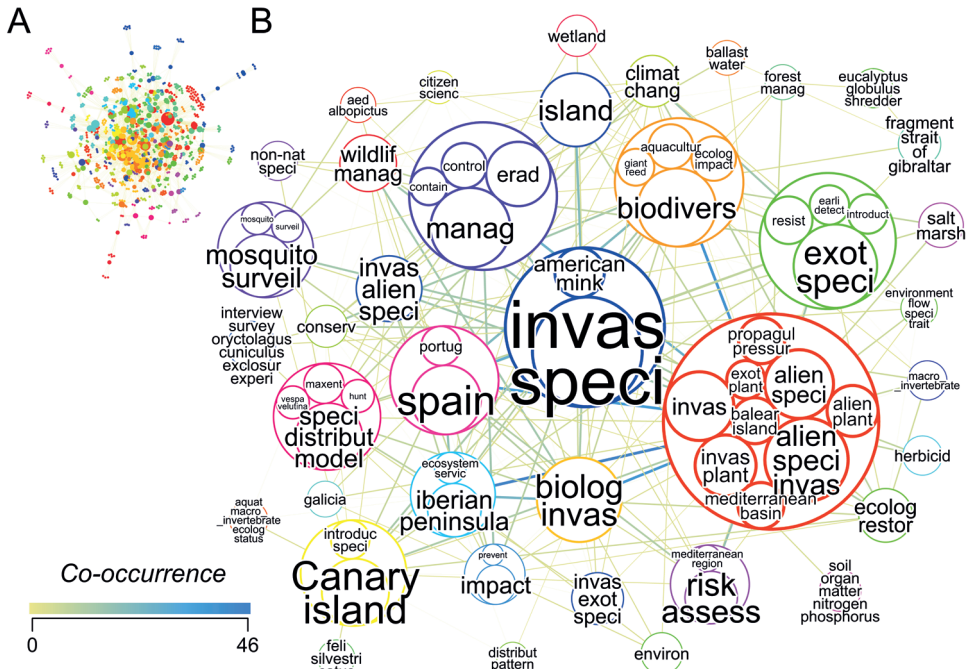 A
B
wetland
ballast
water
climat
chang
forest
manag
eucalyptus
globulus
shredder
citizen
scienc
island
aed
albopictus
fragment
strait of
gibraltar
non-nat
speci
wildlif
manag
control
erad
contain
manag
aquacultur
giant
reed
ecolog
impact
biodivers
resist
earli
detect
introduct
exot
speci
salt
marsh
mosquito
surveil
mosquito
surveil
invas
alien
speci
american
mink
invas
speci
environment
flow
speci
trait
interview
survey
oryctolagus
cuniculus
exclosur
experi
conserv
portug
spain
propagul
pressur
exot
plant
alien
speci
invas
balear
island
alien
plant
alien
speci
invas
invas
plant
mediterranean
basin
macro
_invertebrate
maxent
vespa
velutina
hunt
speci
distribut
model
herbicid
ecosystem
servic
iberian
peninsula
biolog
invas
ecolog
restor
galicia
aquat
macro
_invertebrate
ecolog
status
introduc
speci
Canary
island
prevent
impact
invas
exot
speci
mediterranean
region
risk
assess
soil
organ
matter
nitrogen
phosphorus
feli
silvestri
distribut
pattern
environ
Co-occurrence
0
46